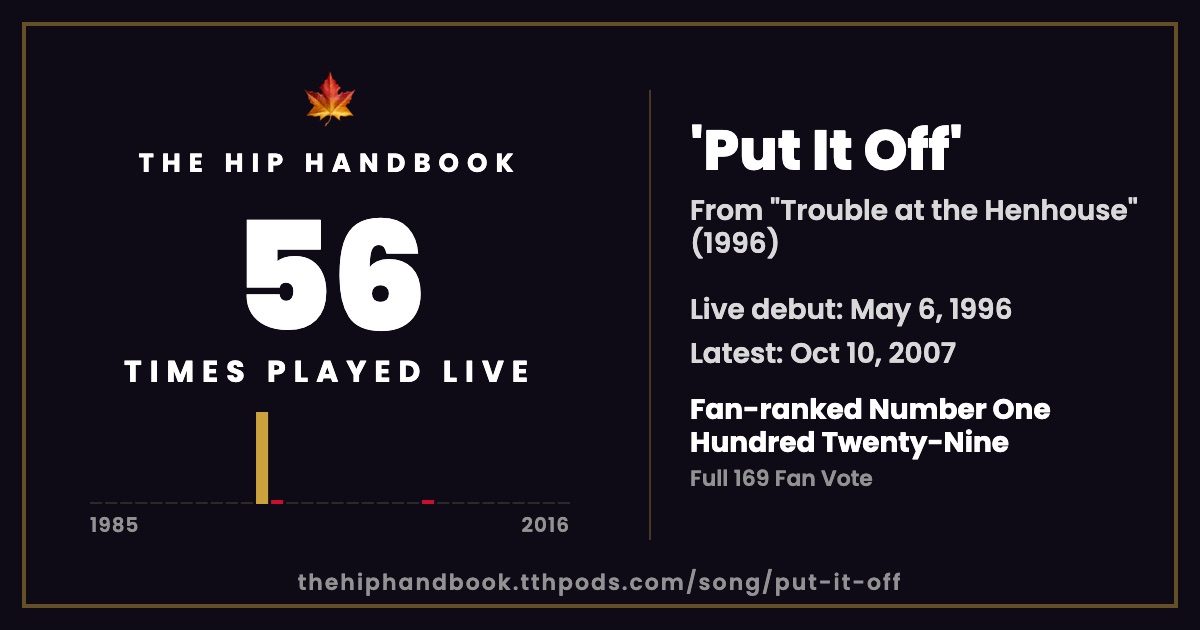 THE HIP HANDBOOK
56
TIMES PLAYED LIVE
1985
2016
'Put It Off'
From "Trouble at the Henhouse"
(1996)
Live debut: May 6, 1996
Latest: Oct 10, 2007
Fan-ranked Number One
Hundred Twenty-Nine
Full 169 Fan Vote
thehiphandbook.tthpods.com/song/put-it-off